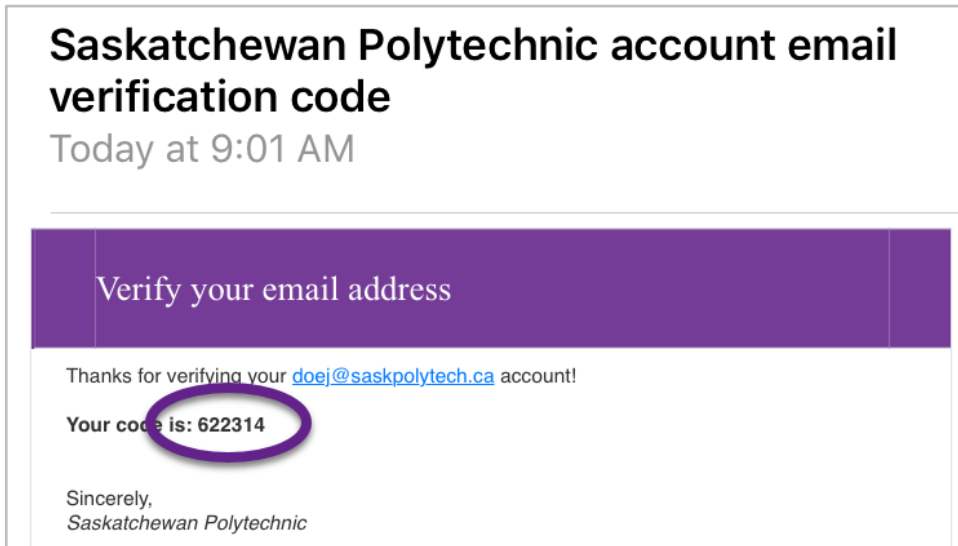 Saskatchewan Polytechnic account email
verification code
Today at 9:01 AM
Verify your email address
Thanks for verifying your doej@saskpolytech.ca account!
Your code is: 622314
Sincerely,
Saskatchewan Polytechnic